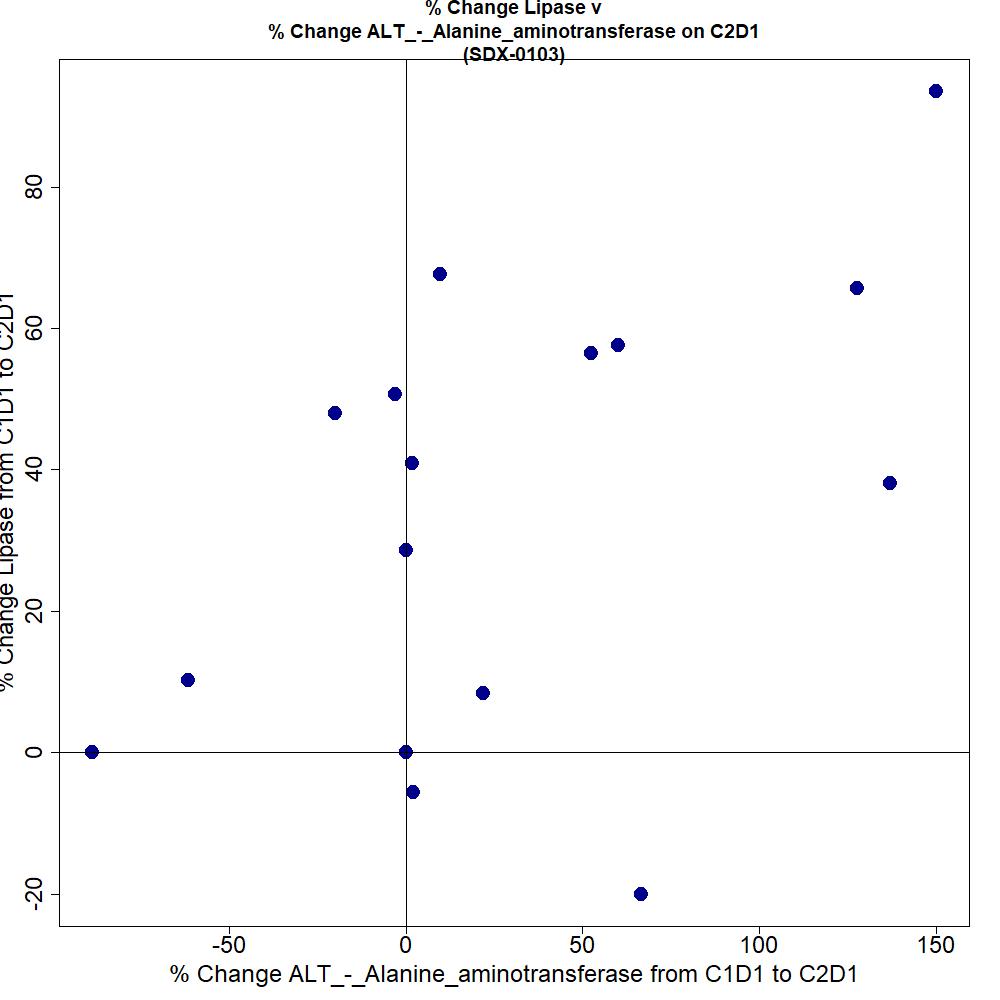 % Change Lipase v
% Change ALT_-_Alanine_aminotransferase on C2D1
(SDX-0103)
% Change Lipase from C1D1 to C2D1
80
60
40
20
0
-20
-50
0
50
100
150
% Change ALT_-_Alanine_aminotransferase from C1D1 to C2D1